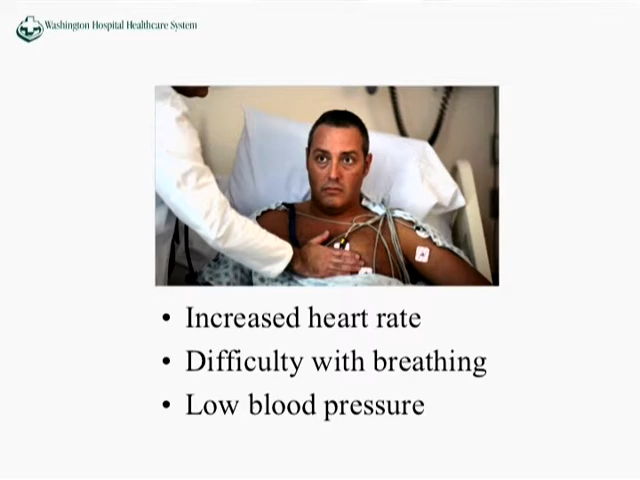 Washington Hospital Healthcare System
• Increased heart rate
• Difficulty with breathing
• Low blood pressure